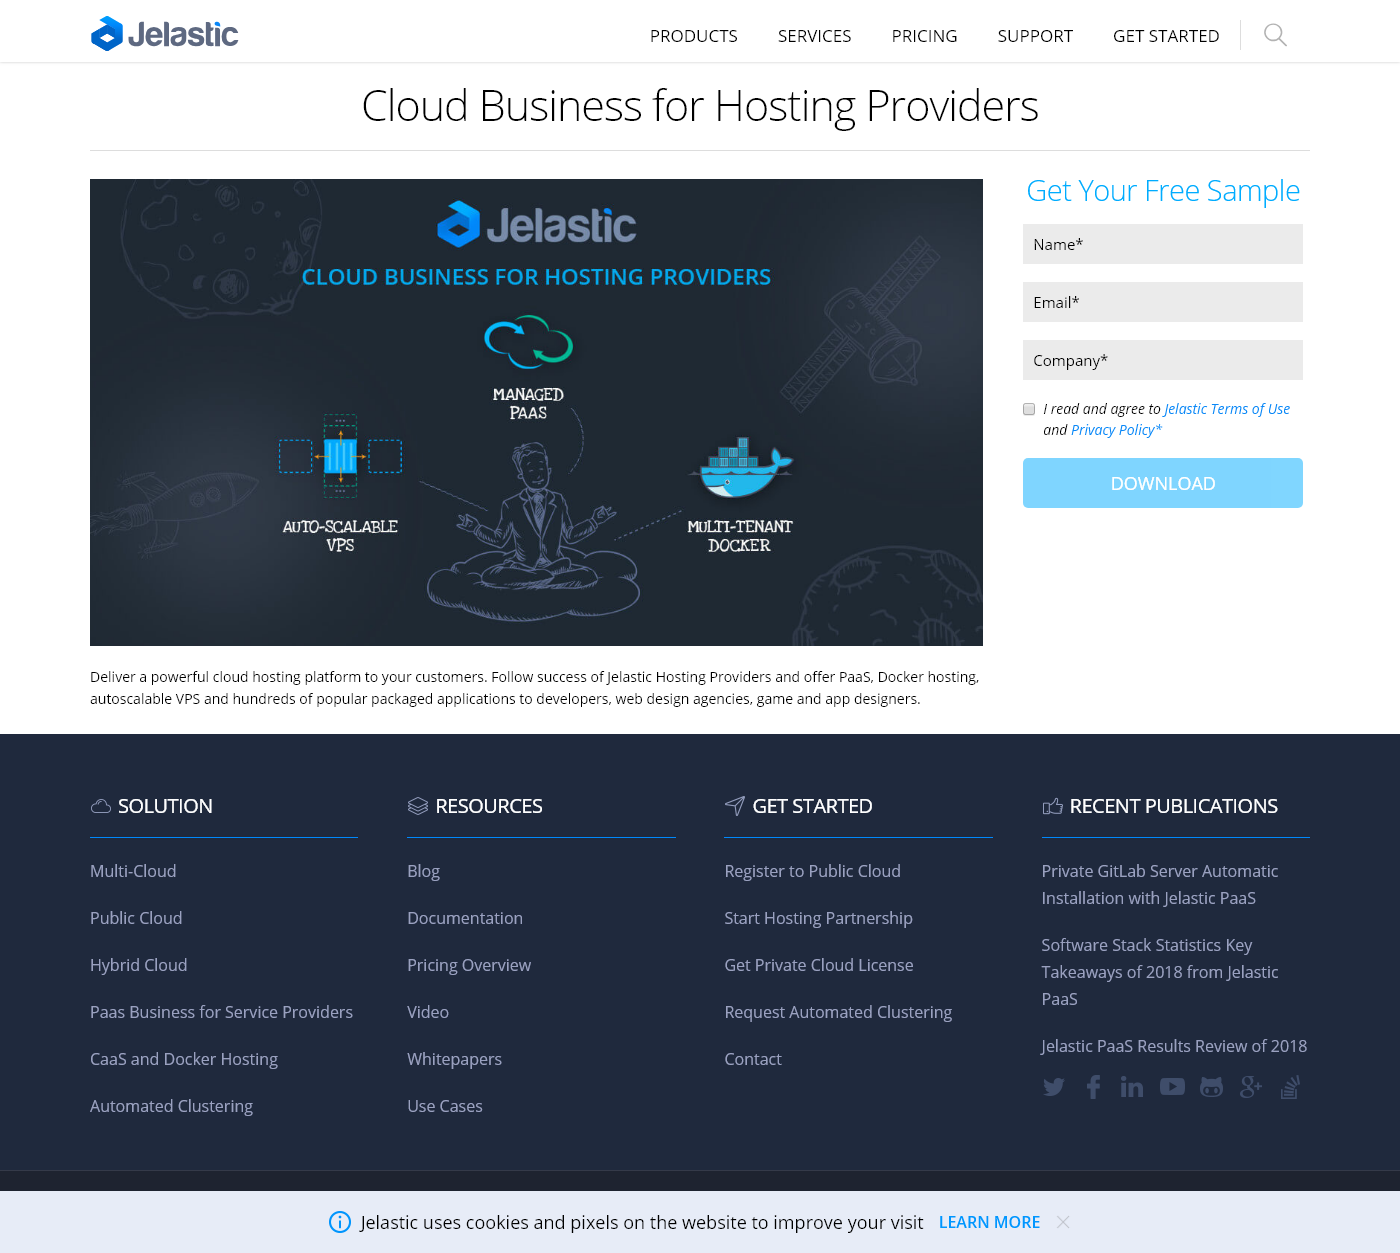 Jelastic
PRODUCTS
SERVICES
PRICING
SUPPORT
GET STARTED
Cloud Business for Hosting Providers
Jelastic
CLOUD BUSINESS FOR HOSTING PROVIDERS
MANAGED
PAAS
AUTO-SCALABLE
VPS
MULTI-TENANT
DOCKER
Deliver a powerful cloud hosting platform to your customers. Follow success of Jelastic Hosting Providers and offer PaaS, Docker hosting,
autoscalable VPS and hundreds of popular packaged applications to developers, web design agencies, game and app designers.
Get Your Free Sample
Name*
Email*
Company*
I read and agree to Jelastic Terms of Use
and Privacy Policy*
DOWNLOAD
SOLUTION
Multi-Cloud
Public Cloud
Hybrid Cloud
Paas Business for Service Providers
CaaS and Docker Hosting
Automated Clustering
RESOURCES
Blog
Documentation
Pricing Overview
Video
Whitepapers
Use Cases
GET STARTED
Register to Public Cloud
Start Hosting Partnership
Get Private Cloud License
Request Automated Clustering
Contact
RECENT PUBLICATIONS
Private GitLab Server Automatic
Installation with Jelastic PaaS
Software Stack Statistics Key
Takeaways of 2018 from Jelastic
PaaS
Jelastic PaaS Results Review of 2018
Jelastic uses cookies and pixels on the website to improve your visit LEARN MORE